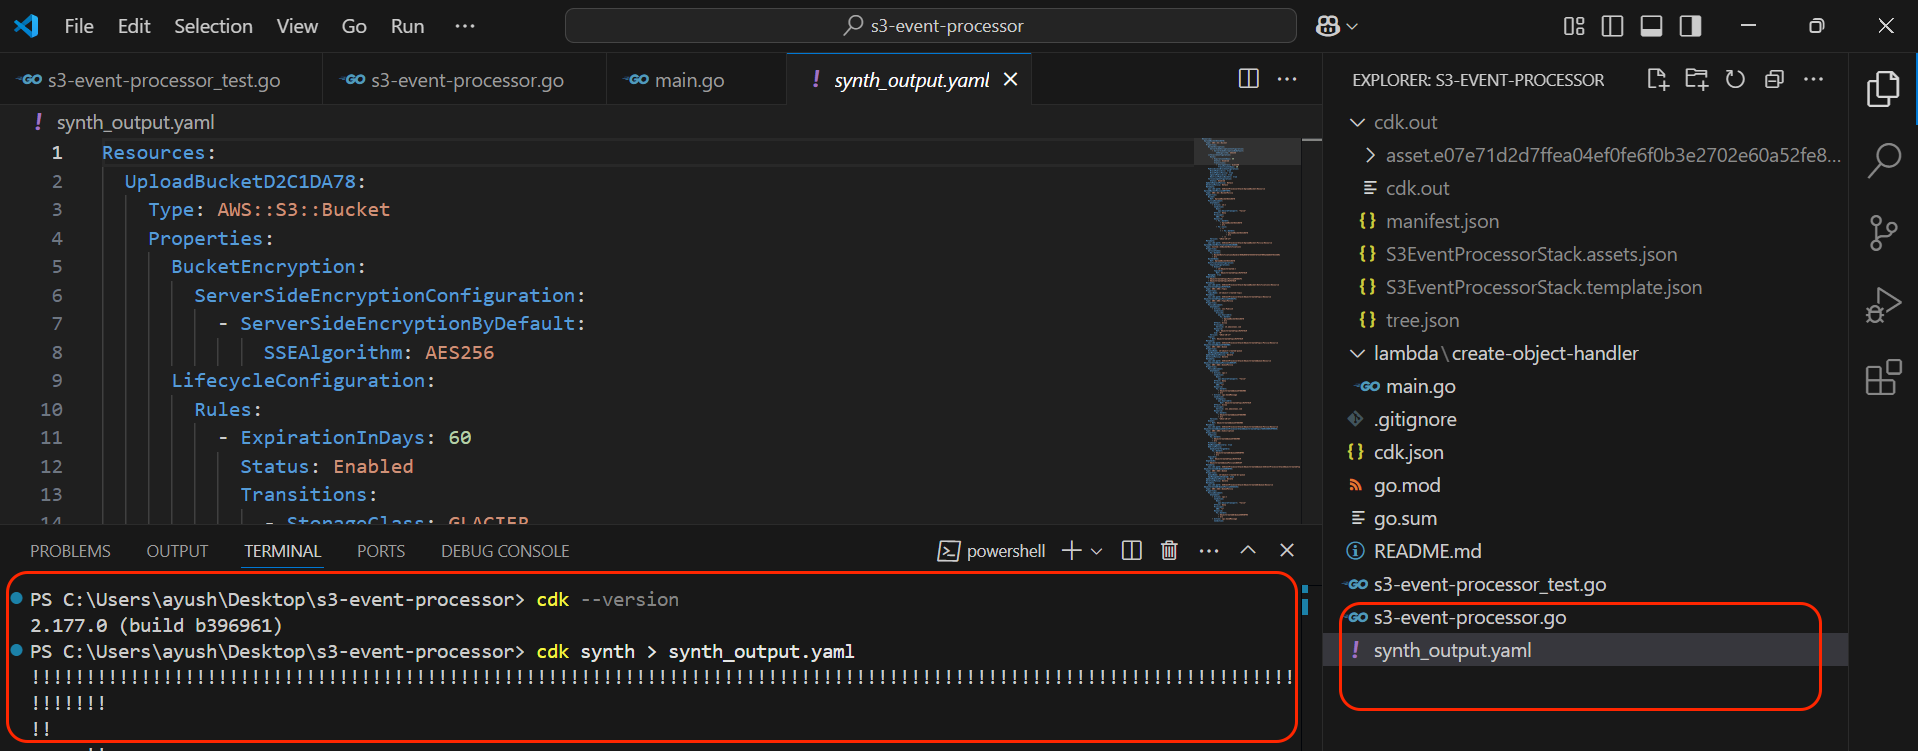 File Edit Selection View Go Run ···
s3-event-processor
s3-event-processor_test.go
s3-event-processor.go
main.go
! synth_output.yaml
! synth_output.yaml
1 Resources:
2 UploadBucketD2C1DA78:
3 Type: AWS::S3::Bucket
4 Properties:
5 BucketEncryption:
6 ServerSideEncryptionConfiguration:
7 - ServerSideEncryptionByDefault:
8 SSEAlgorithm: AES256
9 LifecycleConfiguration:
10 Rules:
11 - ExpirationInDays: 60
12 Status: Enabled
13 Transitions:
14 - StorageClass: GLACIER
PROBLEMS OUTPUT TERMINAL PORTS DEBUG CONSOLE
powershell
PS C:\Users\ayush\Desktop\s3-event-processor> cdk --version
2.177.0 (build b396961)
PS C:\Users\ayush\Desktop\s3-event-processor> cdk synth > synth_output.yaml
!!!!!!!!!!!!!!!!!!!!!!!!!!!!!!!!!!!!!!!!!!!!!!!!!!!!!!!!!!!!!!!!!!!!!!!!!!!!!!!!!!!!!!!!!!!!!!!!!!!!!!!!!!!!!!!!!!!
!!!!!!!
!!
EXPLORER: S3-EVENT-PROCESSOR
cdk.out
asset.e07e71d2d7ffea04ef0fe6f0b3e2702e60a52fe8...
cdk.out
{} manifest.json
{} S3EventProcessorStack.assets.json
{} S3EventProcessorStack.template.json
{} tree.json
lambda\create-object-handler
main.go
.gitignore
{} cdk.json
go.mod
go.sum
README.md
s3-event-processor_test.go
s3-event-processor.go
! synth_output.yaml